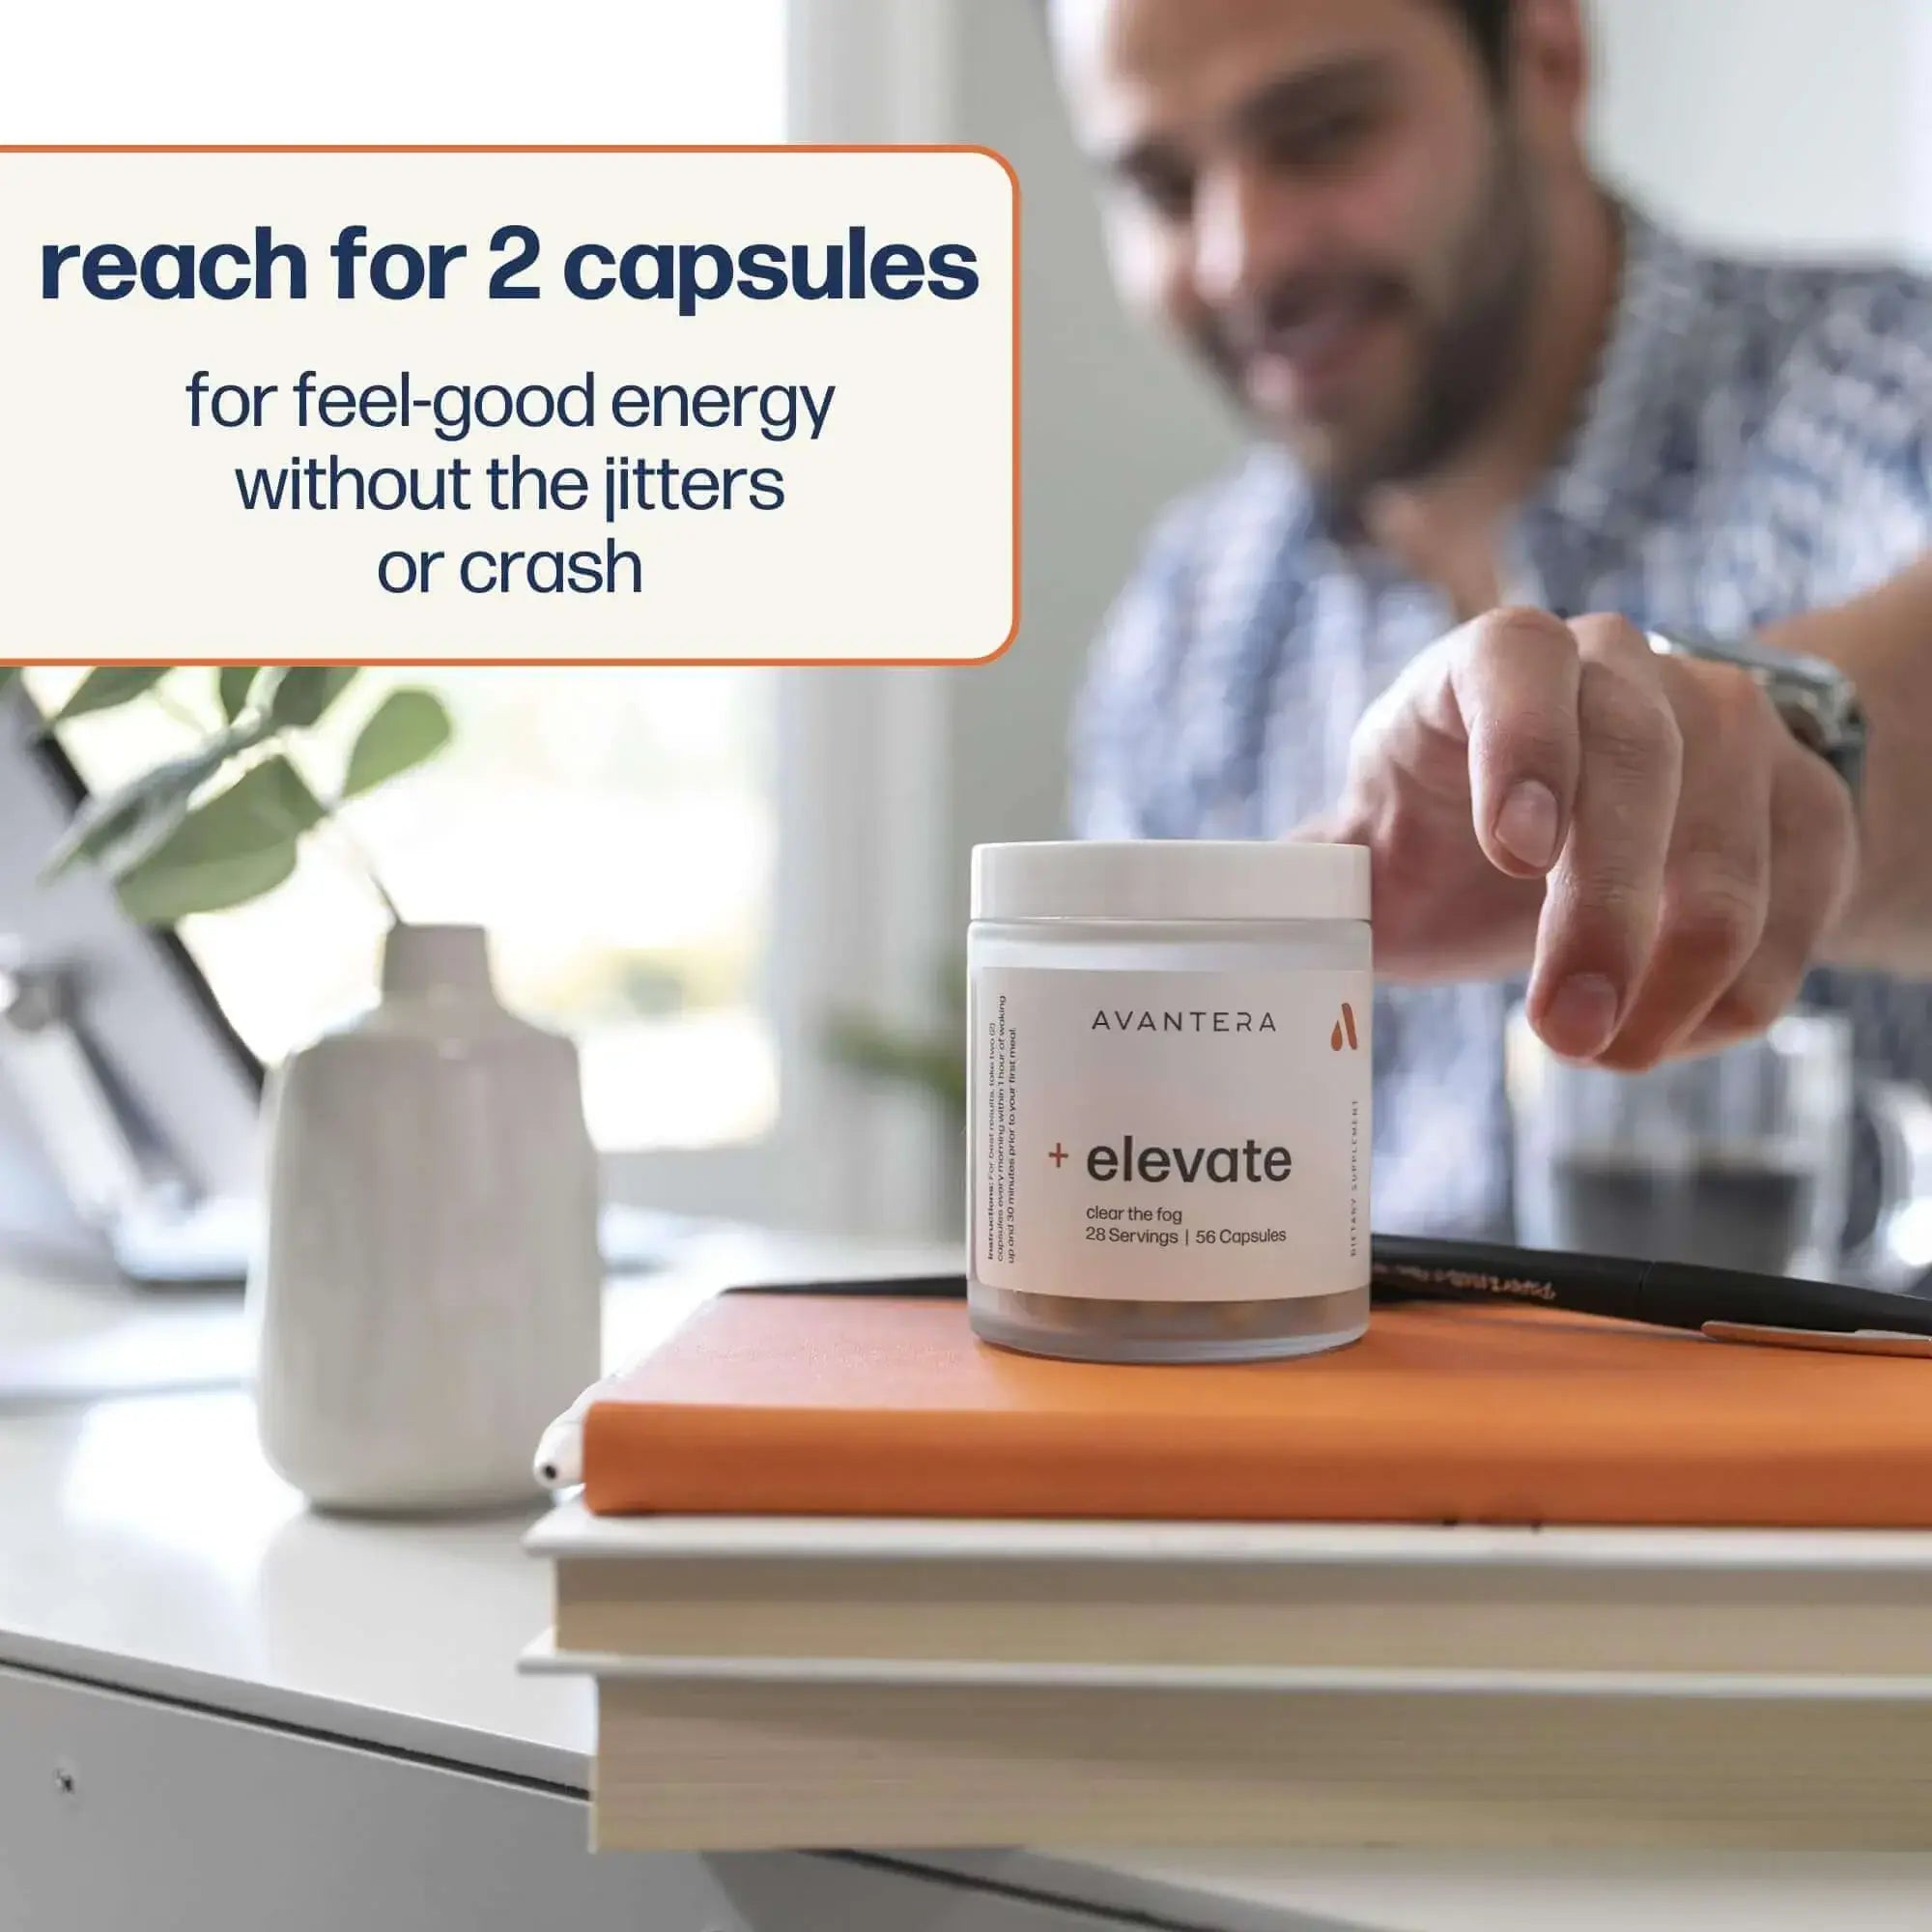 reach for 2 capsules
for feel-good energy
without the jitters
or crash
AVANTERA
+ elevate
clear the fog
28 Servings | 56 Capsules
Instructions: For best results, take two (2)
capsules every morning within 1 hour of waking
up and 30 minutes prior to your first meal.
DIETARY SUPPLEMENT